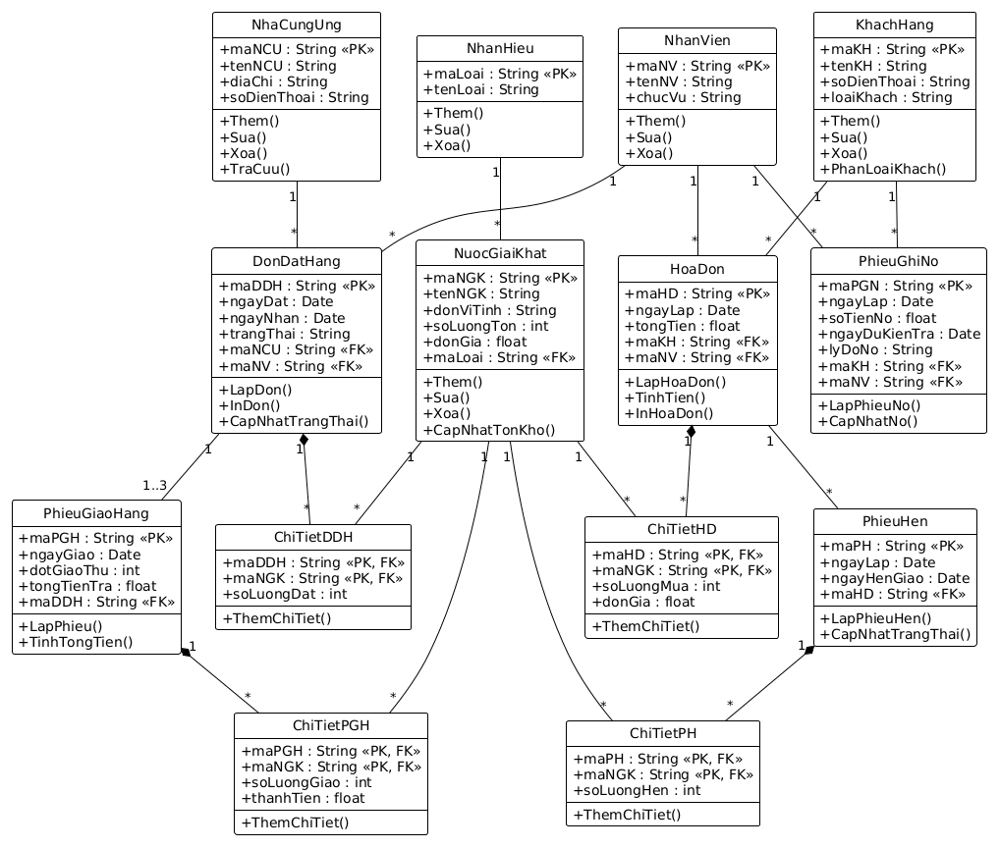 NhaCungUng
+maNCU : String «PK»
+tenNCU : String
+diaChi : String
+soDienThoai : String
+Them()
+Sua()
+Xoa()
+TraCuu()
NhanHieu
+maLoai : String «PK»
+tenLoai : String
+Them()
+Sua()
+Xoa()
NhanVien
+maNV : String «PK»
+tenNV : String
+chucVu : String
+Them()
+Sua()
+Xoa()
KhachHang
+maKH : String «PK»
+tenKH : String
+soDienThoai : String
+loaiKhach : String
+Them()
+Sua()
+Xoa()
+PhanLoaiKhach()
1
1
1
1
1
1
1
*
*
*
*
*
*
*
DonDatHang
+maDDH : String «PK»
+ngayDat : Date
+ngayNhan : Date
+trangThai : String
+maNCU : String «FK»
+maNV : String «FK»
+LapDon()
+InDon()
+CapNhatTrangThai()
NuocGiaiKhat
+maNGK : String «PK»
+tenNGK : String
+donViTinh : String
+soLuongTon : int
+donGia : float
+maLoai : String «FK»
+Them()
+Sua()
+Xoa()
+CapNhatTonKho()
HoaDon
+maHD : String «PK»
+ngayLap : Date
+tongTien : float
+maKH : String «FK»
+maNV : String «FK»
+LapHoaDon()
+TinhTien()
+InHoaDon()
PhieuGhiNo
+maPGN : String «PK»
+ngayLap : Date
+soTienNo : float
+ngayDuKienTra : Date
+lyDoNo : String
+maKH : String «FK»
+maNV : String «FK»
+LapPhieuNo()
+CapNhatNo()
1
1
1
1
1
1
1
1
1..3
*
*
*
*
*
PhieuGiaoHang
+maPGH : String «PK»
+ngayGiao : Date
+dotGiaoThu : int
+tongTienTra : float
+maDDH : String «FK»
+LapPhieu()
+TinhTongTien()
ChiTietDDH
+maDDH : String «PK, FK»
+maNGK : String «PK, FK»
+soLuongDat : int
+ThemChiTiet()
ChiTietHD
+maHD : String «PK, FK»
+maNGK : String «PK, FK»
+soLuongMua : int
+donGia : float
+ThemChiTiet()
PhieuHen
+maPH : String «PK»
+ngayLap : Date
+ngayHenGiao : Date
+maHD : String «FK»
+LapPhieuHen()
+CapNhatTrangThai()
1
1
*
*
*
*
ChiTietPGH
+maPGH : String «PK, FK»
+maNGK : String «PK, FK»
+soLuongGiao : int
+thanhTien : float
+ThemChiTiet()
ChiTietPH
+maPH : String «PK, FK»
+maNGK : String «PK, FK»
+soLuongHen : int
+ThemChiTiet()